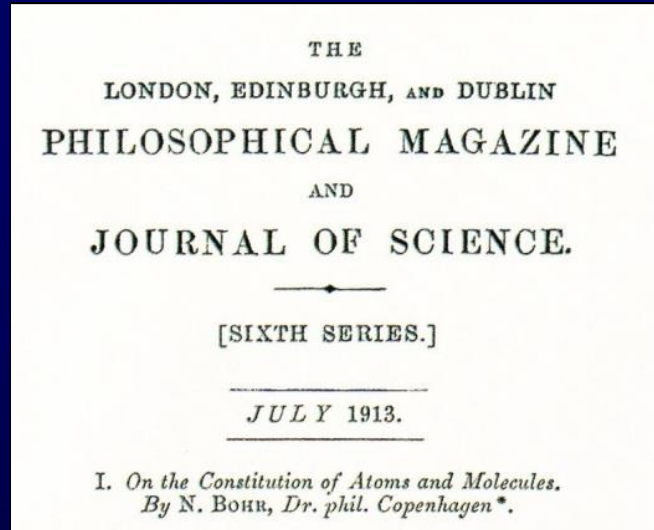 THE
LONDON, EDINBURGH, AND DUBLIN
PHILOSOPHICAL MAGAZINE
AND
JOURNAL OF SCIENCE.
[SIXTH SERIES.]
JULY 1913.
I. On the Constitution of Atoms and Molecules.
By N. BOHR, Dr. phil. Copenhagen*.